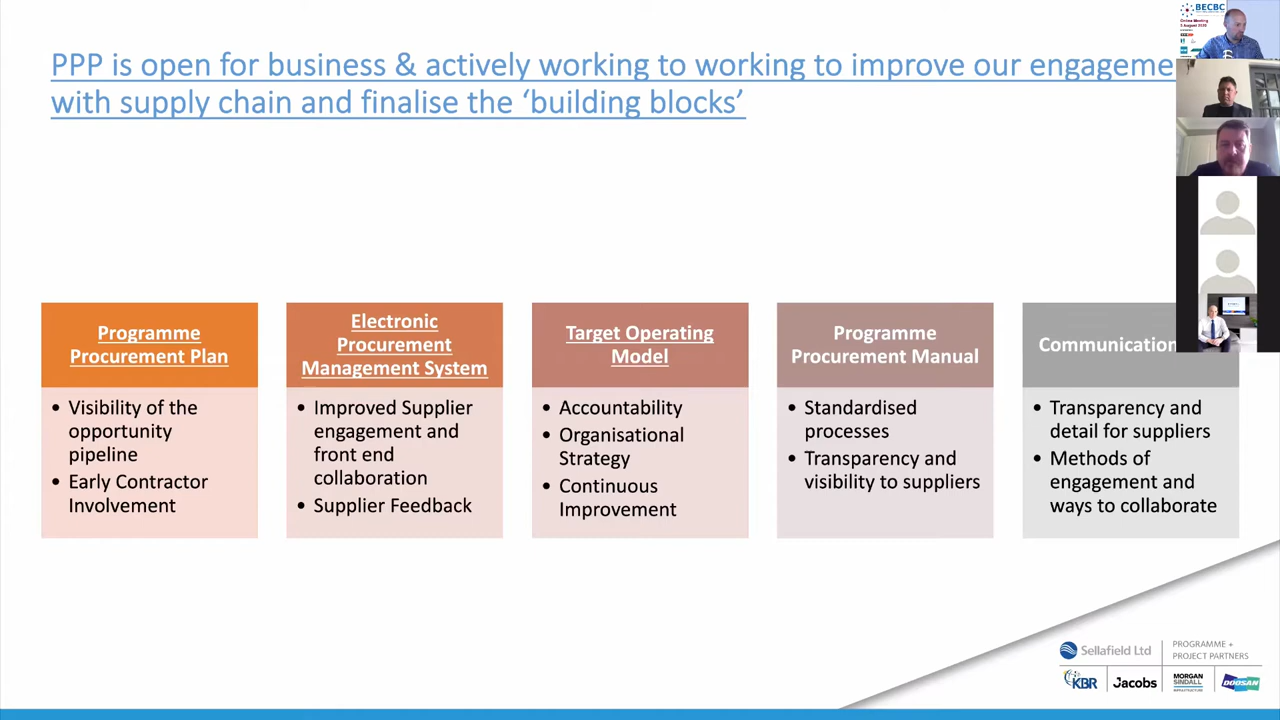 PPP is open for business & actively working to working to improve our engageme
with supply chain and finalise the ‘building blocks’
BECBC
Online Meeting
Programme
Procurement Plan
• Visibility of the
opportunity
pipeline
• Early Contractor
Involvement
Electronic
Procurement
Management System
• Improved Supplier
engagement and
front end
collaboration
• Supplier Feedback
Target Operating
Model
• Accountability
• Organisational
Strategy
• Continuous
Improvement
Programme
Procurement Manual
• Standardised
processes
• Transparency and
visibility to suppliers
Communication
• Transparency and
detail for suppliers
• Methods of
engagement and
ways to collaborate
Sellafield Ltd
PROGRAMME +
PROJECT PARTNERS
KBR
Jacobs
MORGAN
SINDALL
INFRASTRUCTURE
DOOSAN